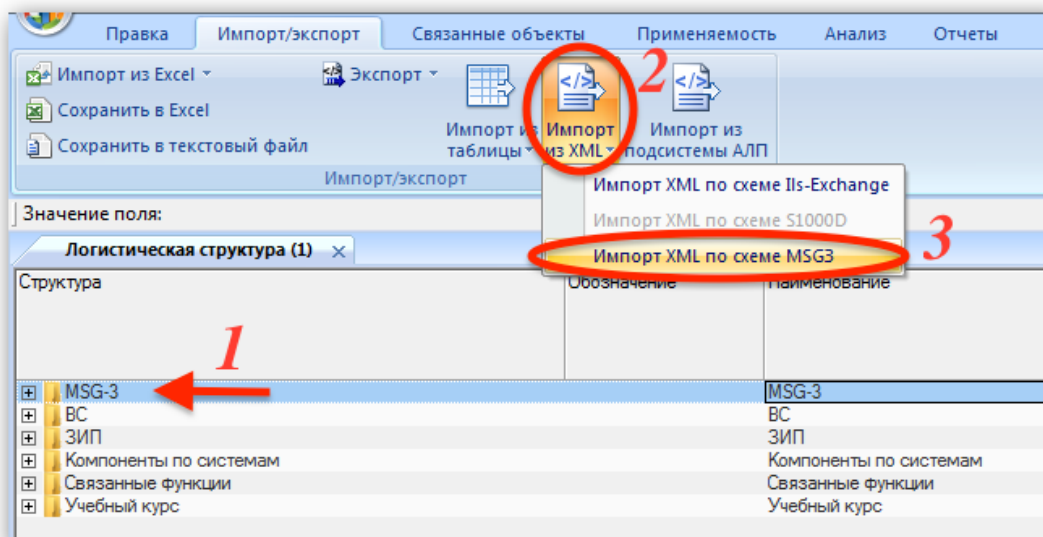 Правка Импорт/экспорт Связанные объекты Применяемость Анализ Отчеты
Импорт из Excel
Сохранить в Excel
Сохранить в текстовый файл
Экспорт
Импорт из
таблицы
Импорт
из XML
Импорт из
подсистемы АЛП
2
Импорт/экспорт
Импорт XML по схеме Ils-Exchange
Импорт XML по схеме S1000D
Импорт XML по схеме MSG3
3
Значение поля:
Логистическая структура (1)
Структура Обозначение Наименование
1
MSG-3 MSG-3
ВС ВС
ЗИП ЗИП
Компоненты по системам Компоненты по системам
Связанные функции Связанные функции
Учебный курс Учебный курс